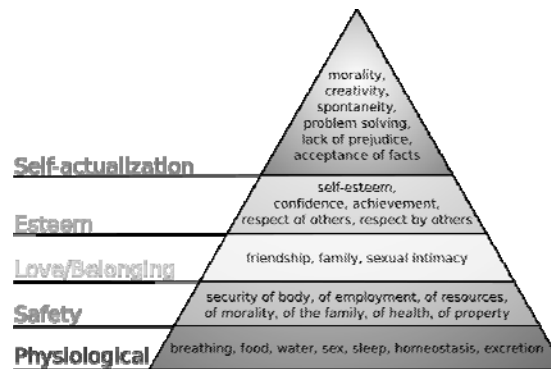 morality,
creativity,
spontaneity,
problem solving,
lack of prejudice,
acceptance of facts
Self-actualization
self-esteem,
confidence, achievement,
respect of others, respect by others
Esteem
friendship, family, sexual intimacy
Love/Belonging
security of body, of employment, of resources,
of morality, of the family, of health, of property
Safety
breathing, food, water, sex, sleep, homeostasis, excretion
Physiological